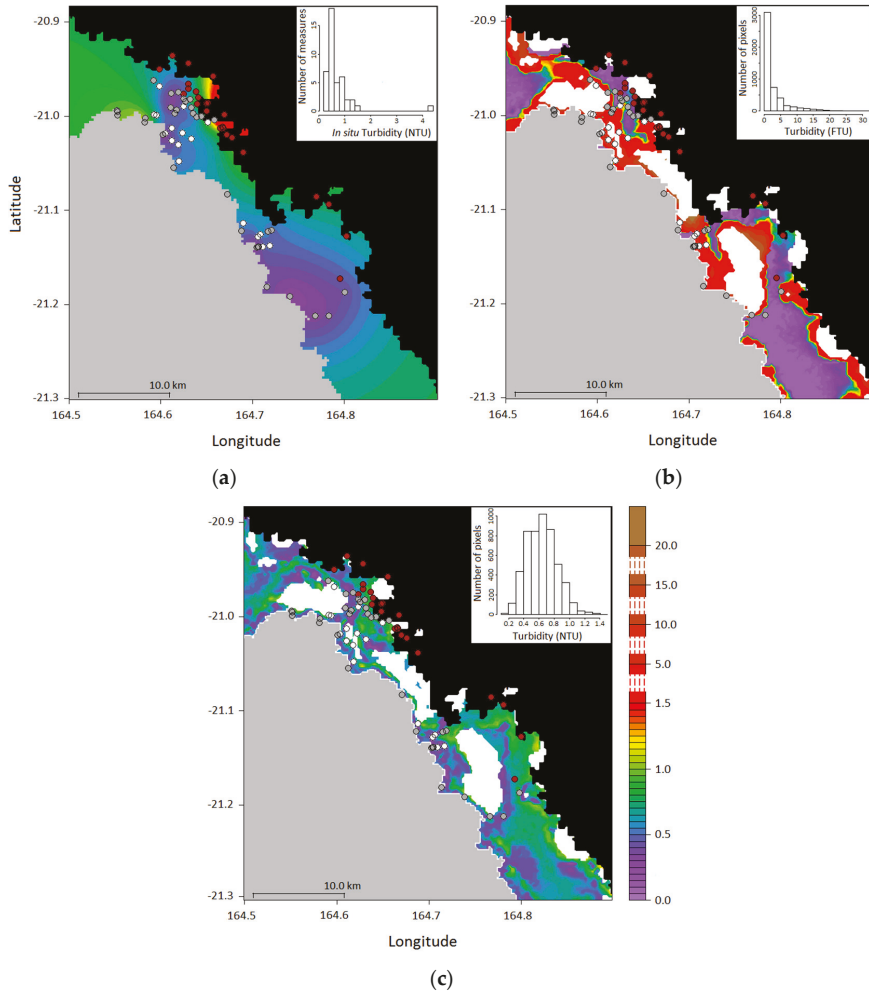 -20.9
-21.0
-21.1
-21.2
-21.3
Latitude
164.5 164.6 164.7 164.8
Longitude
10.0 km
Number of measures
0 5 10 15
0 2 3 4
In situ Turbidity (NTU)
(a)
-20.9
-21.0
-21.1
-21.2
-21.3
164.5 164.6 164.7 164.8
Longitude
10.0 km
Number of pixels
0 1000 2000 3000
0 5 10 15 20 25 30
Turbidity (FTU)
(b)
-20.9
-21.0
-21.1
-21.2
-21.3
164.5 164.6 164.7 164.8
Longitude
10.0 km
Number of pixels
0 200 400 600 800 1000
0.2 0.4 0.6 0.8 1.0 1.2 1.4
Turbidity (NTU)
20.0
15.0
10.0
5.0
1.5
1.0
0.5
0.0
(c)